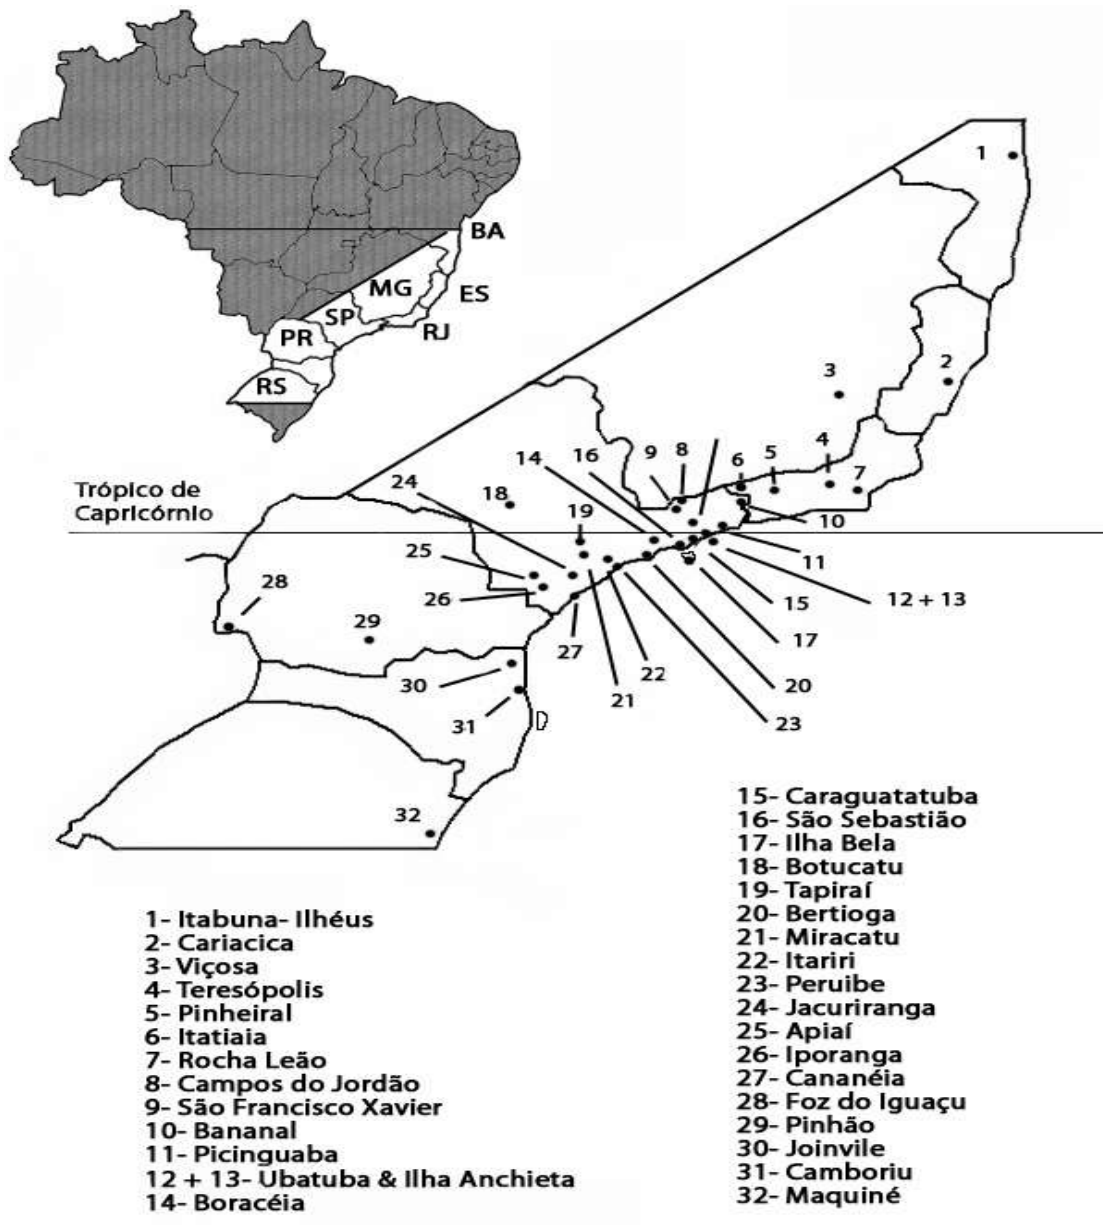 BA
MG
ES
SP
RJ
PR
RS
1
2
3
4
5
6
7
8
9
16
14
24
18
Trópico de
Capricórnio
10
19
11
25
28
26
15
12 + 13
29
17
27
22
30
20
21
31
23
32
1- Itabuna- Ilhéus
2- Cariacica
3- Viçosa
4- Teresópolis
5- Pinheiral
6- Itatiaia
7- Rocha Leão
8- Campos do Jordão
9- São Francisco Xavier
10- Bananal
11- Picinguaba
12 + 13- Ubatuba & Ilha Anchieta
14- Boracéia
15- Caraguatatuba
16- São Sebastião
17- Ilha Bela
18- Botucatu
19- Tapiraí
20- Bertioga
21- Miracatu
22- Itariri
23- Peruibe
24- Jacuriranga
25- Apiaí
26- Iporanga
27- Cananéia
28- Foz do Iguaçu
29- Pinhão
30- Joinvile
31- Camboriu
32- Maquiné